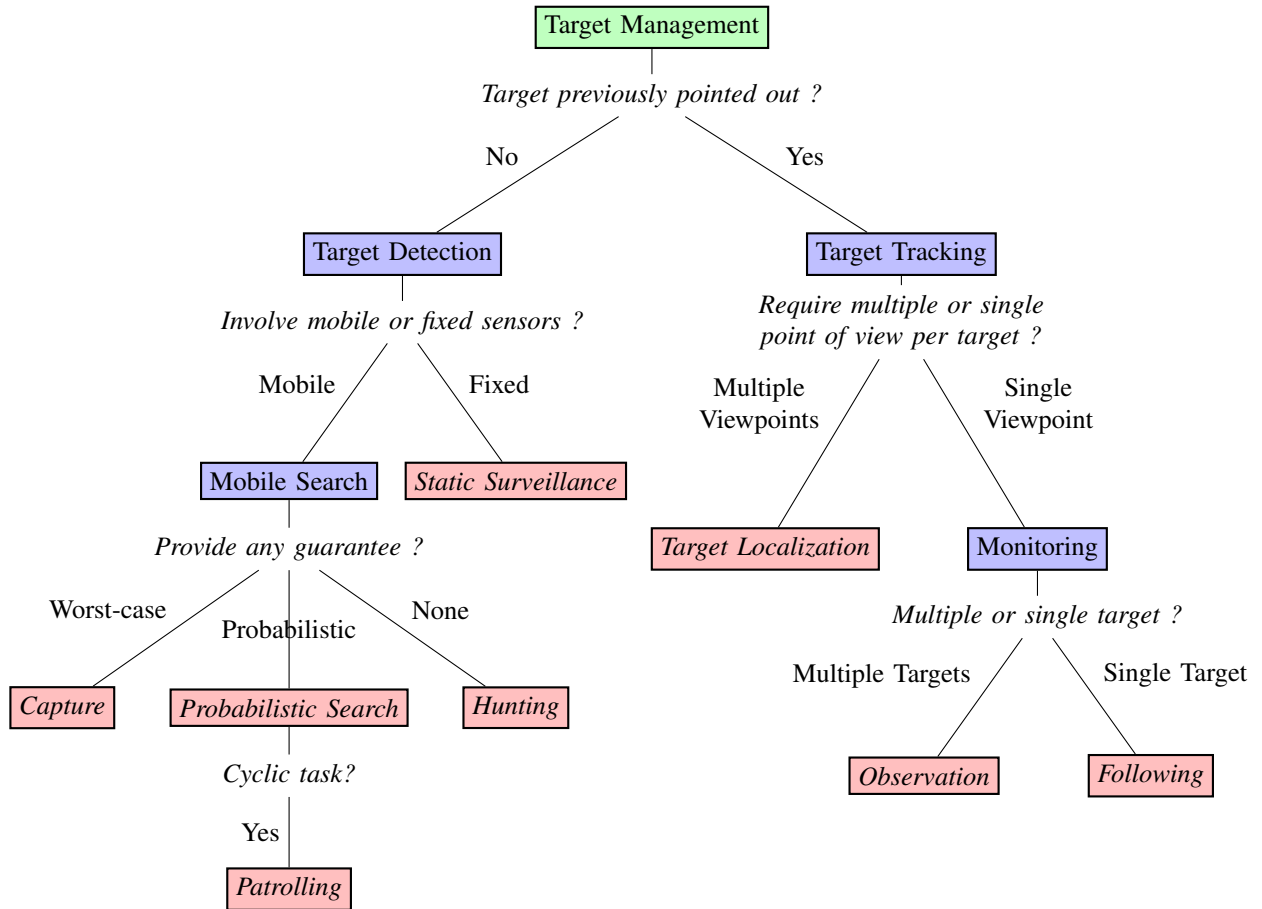 Target Management
Target previously pointed out ?
No
Yes
Target Detection
Target Tracking
Involve mobile or fixed sensors ?
Require multiple or single
point of view per target ?
Mobile
Fixed
Multiple
Viewpoints
Single
Viewpoint
Mobile Search
Static Surveillance
Target Localization
Monitoring
Provide any guarantee ?
Multiple or single target ?
Worst-case
Probabilistic
None
Multiple Targets
Single Target
Capture
Probabilistic Search
Hunting
Observation
Following
Cyclic task?
Yes
Patrolling